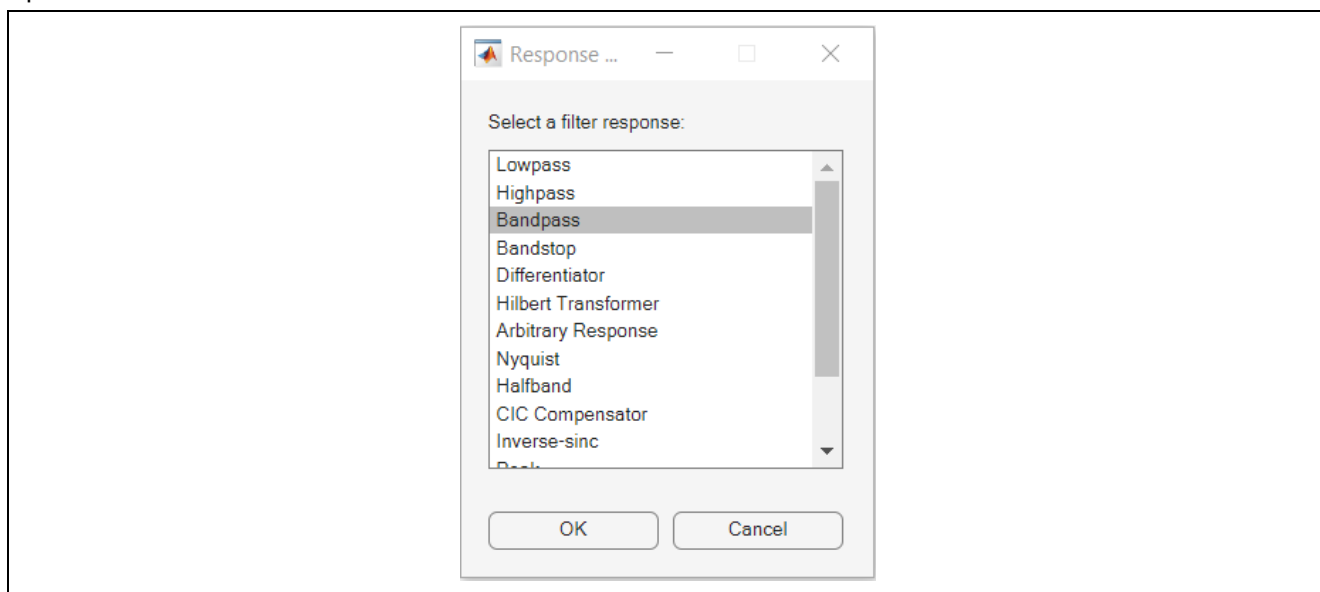 Response ...
Select a filter response:
Lowpass
Highpass
Bandpass
Bandstop
Differentiator
Hilbert Transformer
Arbitrary Response
Nyquist
Halfband
CIC Compensator
Inverse-sinc
OK Cancel